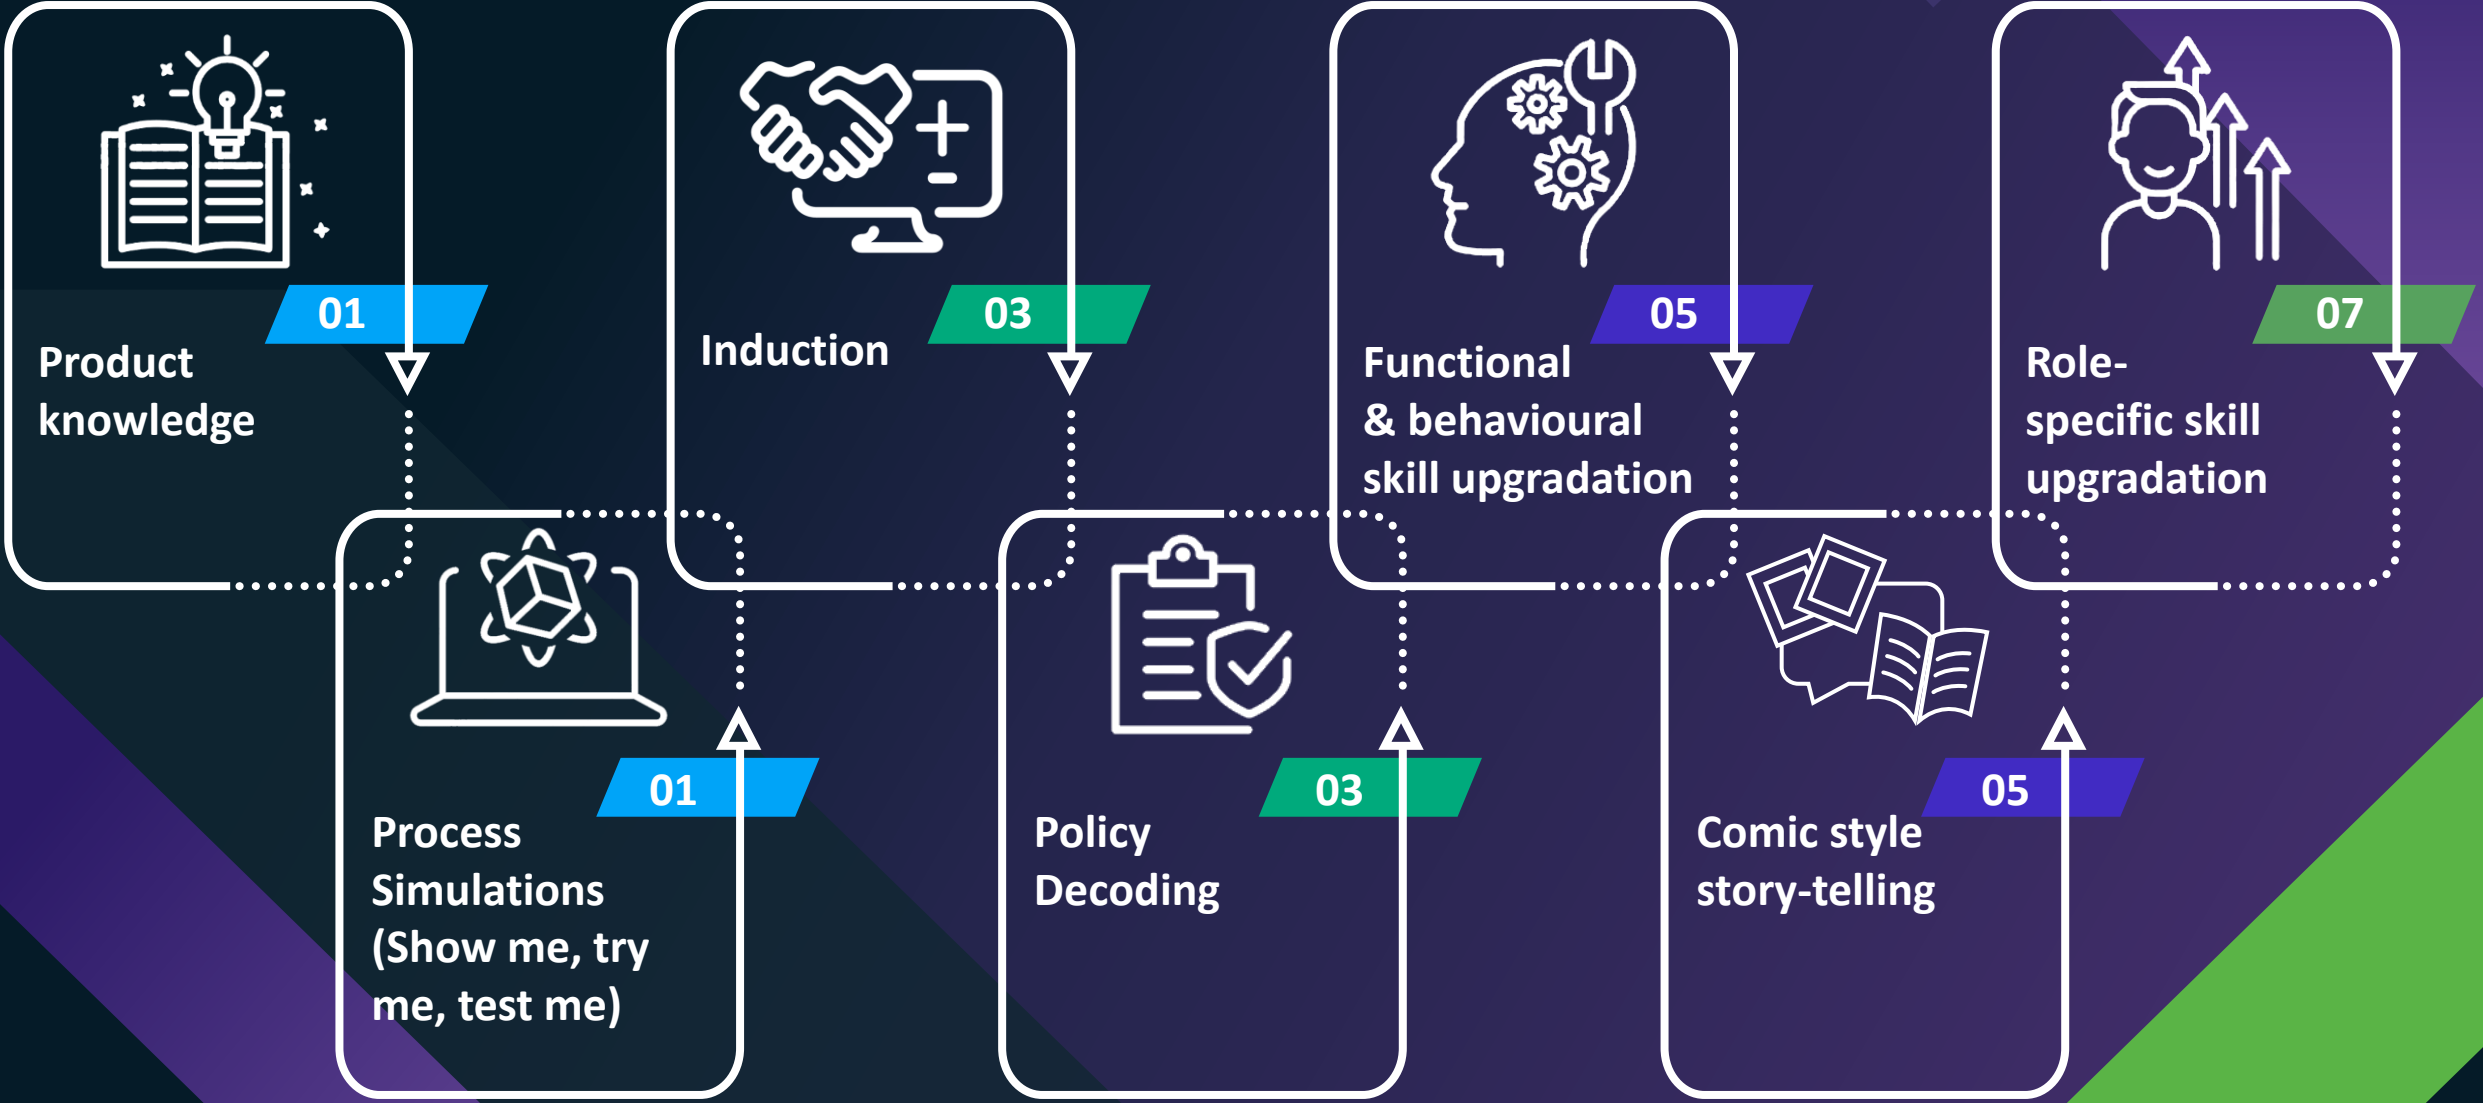 01
Product
knowledge
01
Process
Simulations
(Show me, try
me, test me)
03
Induction
03
Policy
Decoding
05
Functional
& behavioural
skill upgradation
05
Comic style
story-telling
07
Role-
specific skill
upgradation